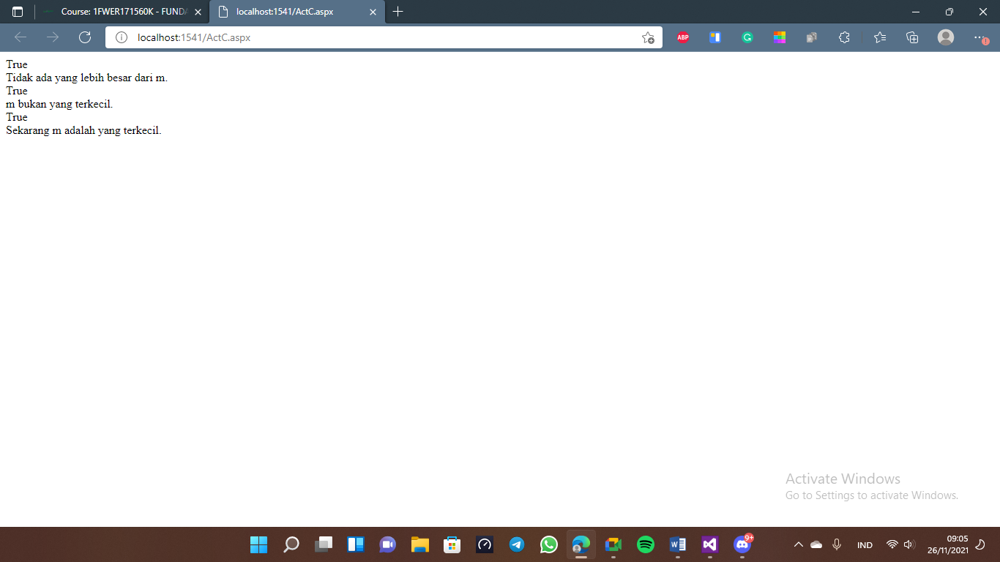 Course: 1FWER171560K - FUNDA
localhost:1541/ActC.aspx
localhost:1541/ActC.aspx
ABP
True
Tidak ada yang lebih besar dari m.
True
m bukan yang terkecil.
True
Sekarang m adalah yang terkecil.
Activate Windows
Go to Settings to activate Windows.
9+
IND
09:05
26/11/2021